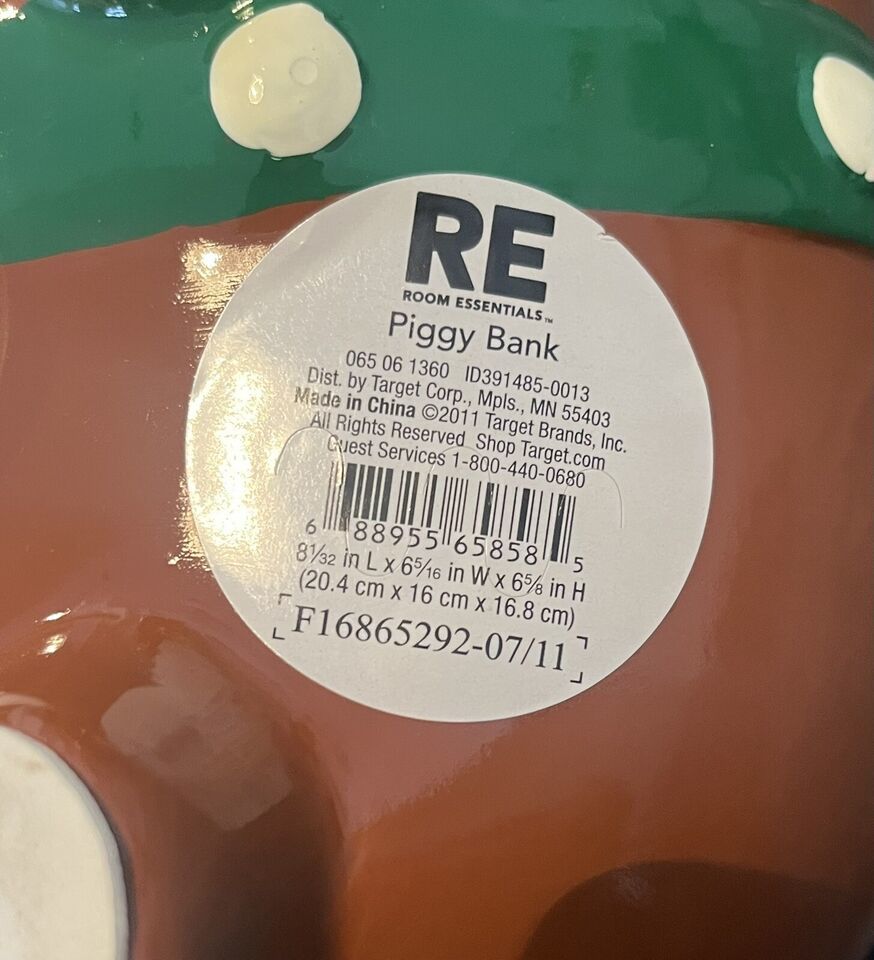 RE
ROOM ESSENTIALS™
Piggy Bank
065 06 1360 ID391485-0013
Dist. by Target Corp., Mpls., MN 55403
Made in China ©2011 Target Brands, Inc.
All Rights Reserved Shop Target.com
Guest Services 1-800-440-0680
6 88955 65858 5
8 1/32 in L x 6 5/16 in W x 6 5/8 in H
(20.4 cm x 16 cm x 16.8 cm)
F16865292-07/11